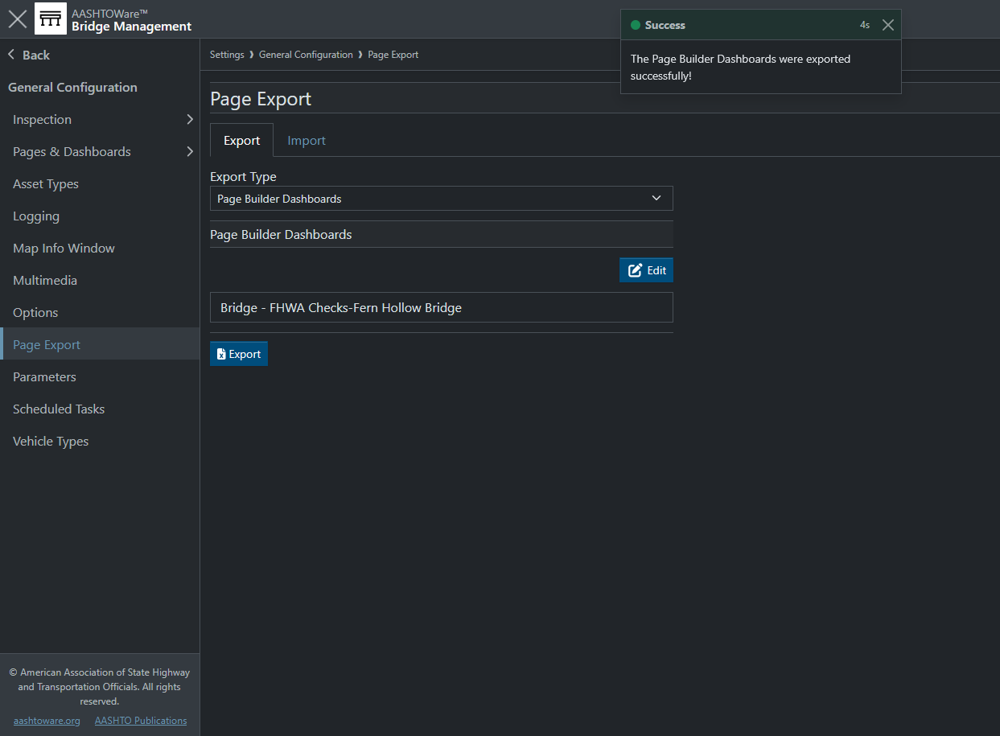 AASHTOWare™
Bridge Management
Success
4s
The Page Builder Dashboards were exported
successfully!
Back
General Configuration
Inspection
Pages & Dashboards
Asset Types
Logging
Map Info Window
Multimedia
Options
Page Export
Parameters
Scheduled Tasks
Vehicle Types
© American Association of State Highway
and Transportation Officials. All rights
reserved.
aashtoware.org AASHTO Publications
Settings ❯ General Configuration ❯ Page Export
Page Export
Export Import
Export Type
Page Builder Dashboards
Page Builder Dashboards
Edit
Bridge - FHWA Checks-Fern Hollow Bridge
Export